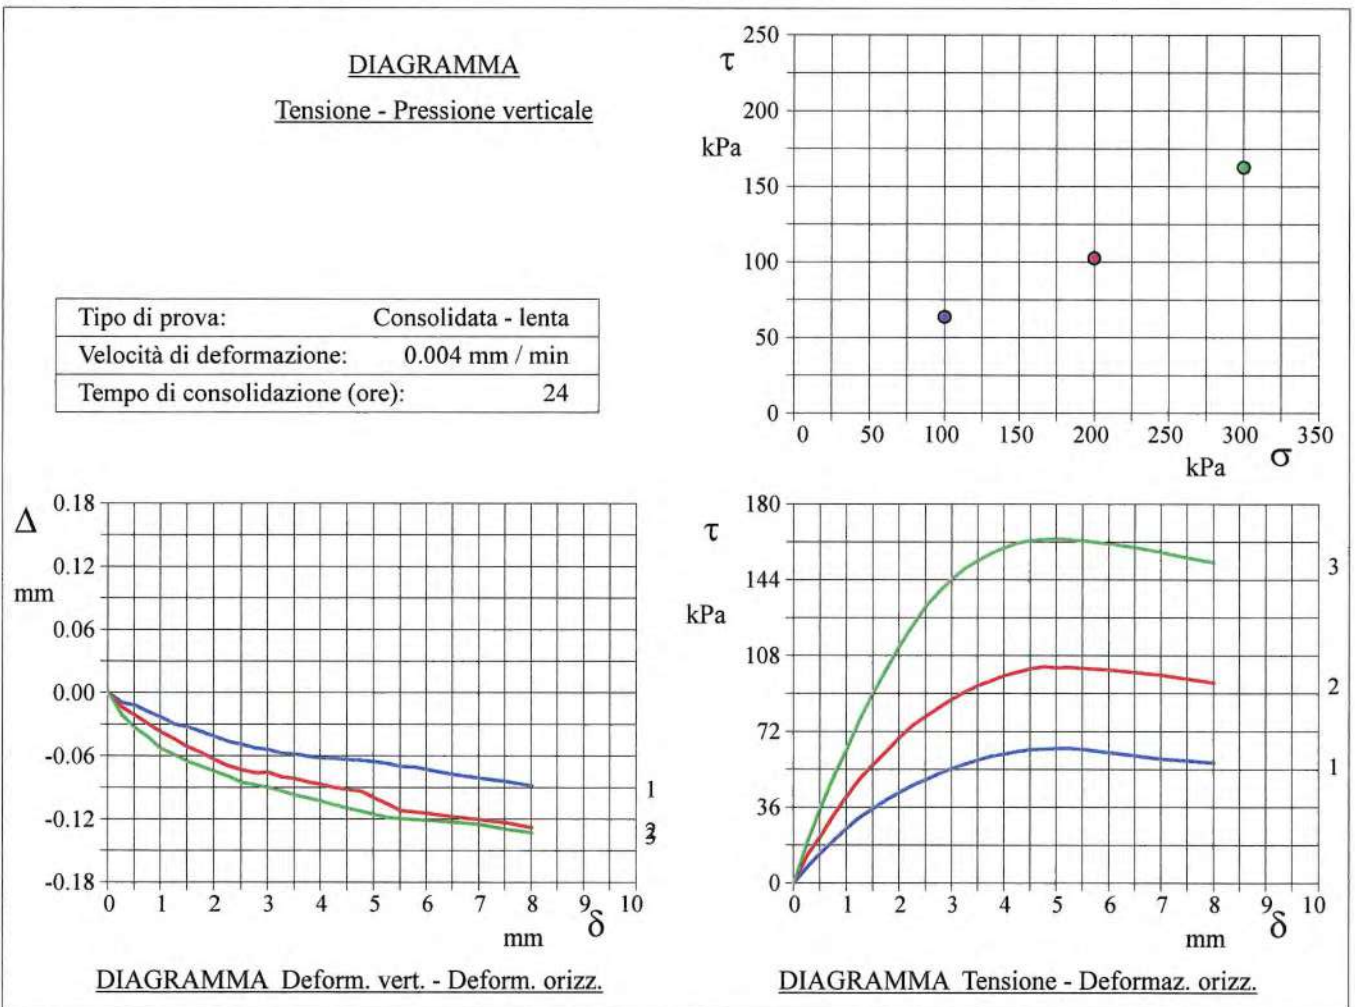 DIAGRAMMA
Tensione - Pressione verticale
Tipo di prova: Consolidata - lenta
Velocità di deformazione: 0.004 mm / min
Tempo di consolidazione (ore): 24
τ
kPa
250
200
150
100
50
0
0 50 100 150 200 250 300 350
kPa σ
Δ
mm
0.18
0.12
0.06
0.00
-0.06
-0.12
-0.18
1
2
3
0 1 2 3 4 5 6 7 8 9 10
mm δ
DIAGRAMMA Deform. vert. - Deform. orizz.
τ
kPa
180
144
108
72
36
0
3
2
1
0 1 2 3 4 5 6 7 8 9 10
mm δ
DIAGRAMMA Tensione - Deformaz. orizz.